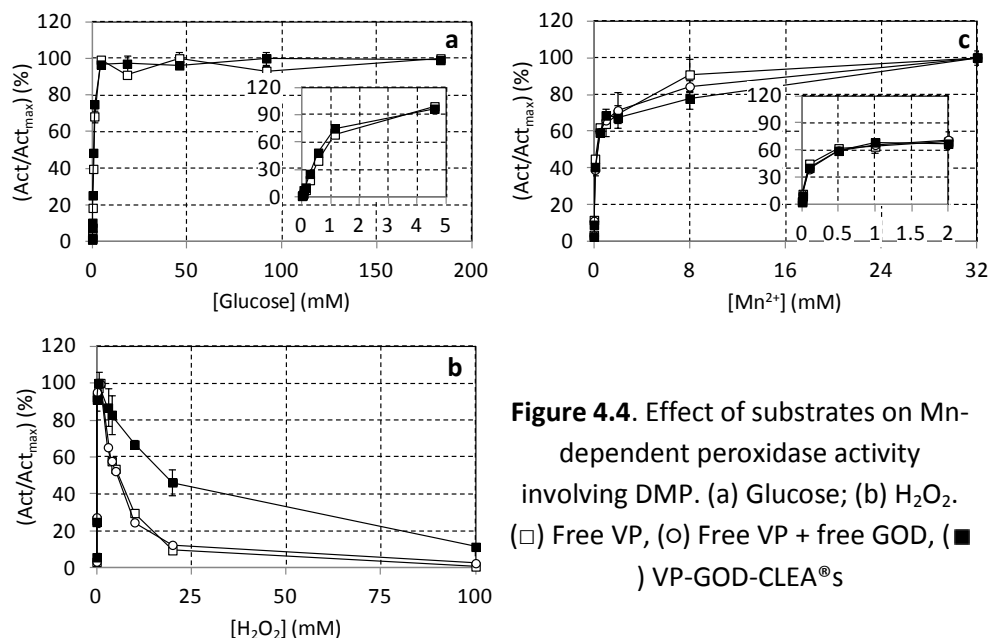 a
(Act/Act_max) (%)
120
100
80
60
40
20
0
0 50 100 150 200
[Glucose] (mM)
120
90
60
30
0
0 1 2 3 4 5
c
(Act/Act_max) (%)
120
100
80
60
40
20
0
0 8 16 24 32
[Mn²⁺] (mM)
120
90
60
30
0
0 0.5 1 1.5 2
b
(Act/Act_max) (%)
120
100
80
60
40
20
0
0 25 50 75 100
[H₂O₂] (mM)
Figure 4.4. Effect of substrates on Mn-
dependent peroxidase activity
involving DMP. (a) Glucose; (b) H₂O₂.
(□) Free VP, (○) Free VP + free GOD, (■
) VP-GOD-CLEA®s